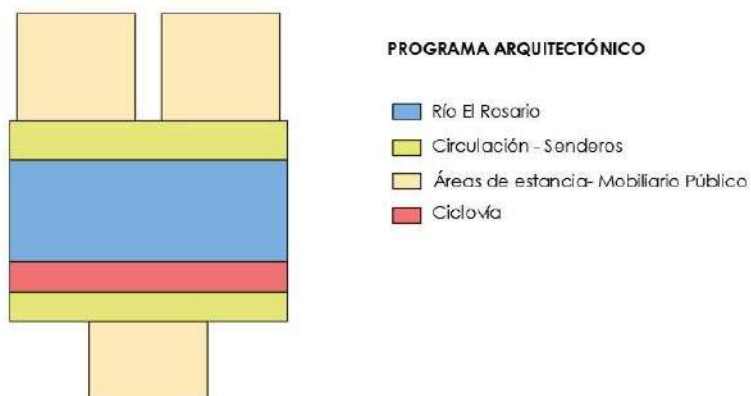 PROGRAMA ARQUITECTÓNICO
Río El Rosario
Circulación - Senderos
Áreas de estancia- Mobiliario Público
Ciclovía